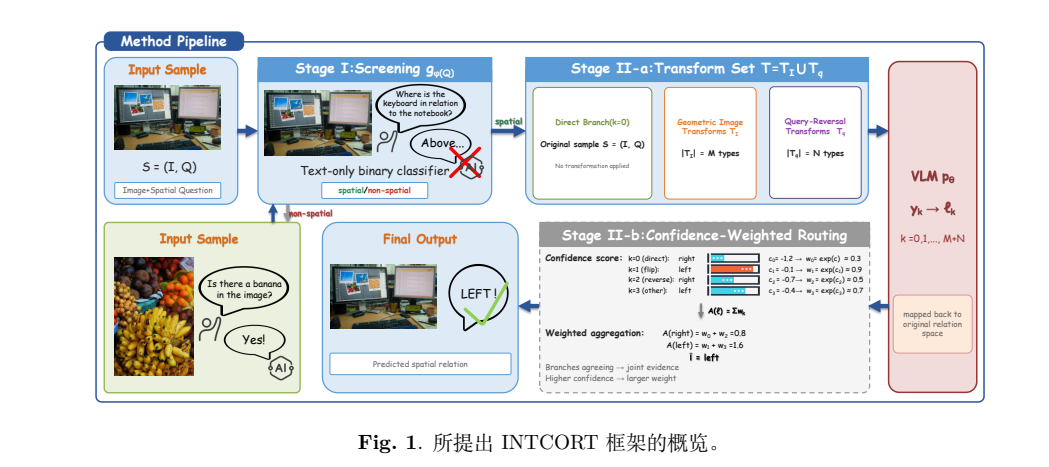 Method Pipeline
Input Sample
S = (I, Q)
Image+Spatial Question
Stage I:Screening gφ(Q)
Where is the
keyboard in relation
to the notebook?
Above...
AI
Text-only binary classifier
spatial/non-spatial
spatial
non-spatial
Stage II-a:Transform Set T=T_I∪T_q
Direct Branch(k=0)
Original sample S = (I, Q)
No transformation applied
Geometric Image
Transforms T_I
|T_I| = M types
Query-Reversal
Transforms T_q
|T_q| = N types
VLM pθ
yₖ → ℓₖ
k =0,1,..., M+N
mapped back to
original relation
space
Input Sample
Is there a banana
in the image?
Yes!
AI
Final Output
LEFT!
Predicted spatial relation
Stage II-b:Confidence-Weighted Routing
Confidence score: k=0 (direct): right c₀= -1.2 → w₀= exp(c) ≈ 0.3
k=1 (flip): left c₁ = -0.1 → w₁= exp(c₁) ≈ 0.9
k=2 (reverse): right c₂ = -0.7→ w₂= exp(c₂) ≈ 0.5
k=3 (other): left c₃ = -0.4→ w₃= exp(c₃) ≈ 0.7
A(ℓ) = Σwₖ
Weighted aggregation: A(right) = w₀ + w₂ =0.8
A(left) = w₁ + w₃ =1.6
l̂ = left
Branches agreeing → joint evidence
Higher confidence → larger weight
Fig. 1. 所提出 INTCORT 框架的概览。